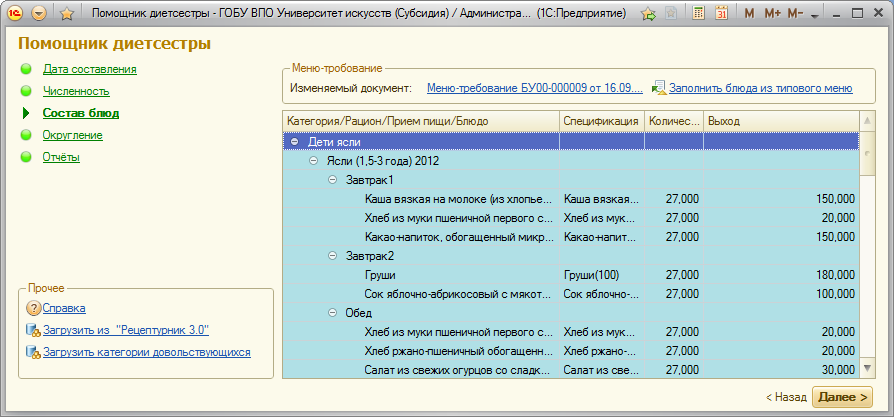 Помощник диетсестры - ГОБУ ВПО Университет искусств (Субсидия) / Администра... (1С:Предприятие)
M M+ M-
Помощник диетсестры
Дата составления
Численность
Состав блюд
Округление
Отчёты
Меню-требование
Изменяемый документ: Меню-требование БУ00-000009 от 16.09.... Заполнить блюда из типового меню
Категория/Рацион/Прием пищи/Блюдо Спецификация Количес... Выход
Дети ясли
Ясли (1,5-3 года) 2012
Завтрак1
Каша вязкая на молоке (из хлопье... Каша вязкая... 27,000 150,000
Хлеб из муки пшеничной первого с... Хлеб из мук... 27,000 20,000
Какао-напиток, обогащенный микр... Какао-напит... 27,000 150,000
Завтрак2
Груши Груши(100) 27,000 180,000
Сок яблочно-абрикосовый с мякот... Сок яблочно-... 27,000 100,000
Обед
Хлеб из муки пшеничной первого с... Хлеб из мук... 27,000 20,000
Хлеб ржано-пшеничный обогащенн... Хлеб ржано-... 27,000 20,000
Салат из свежих огурцов со сладк... Салат из све... 27,000 30,000
Прочее
Справка
Загрузить из "Рецептурник 3.0"
Загрузить категории довольствующихся
< Назад Далее >